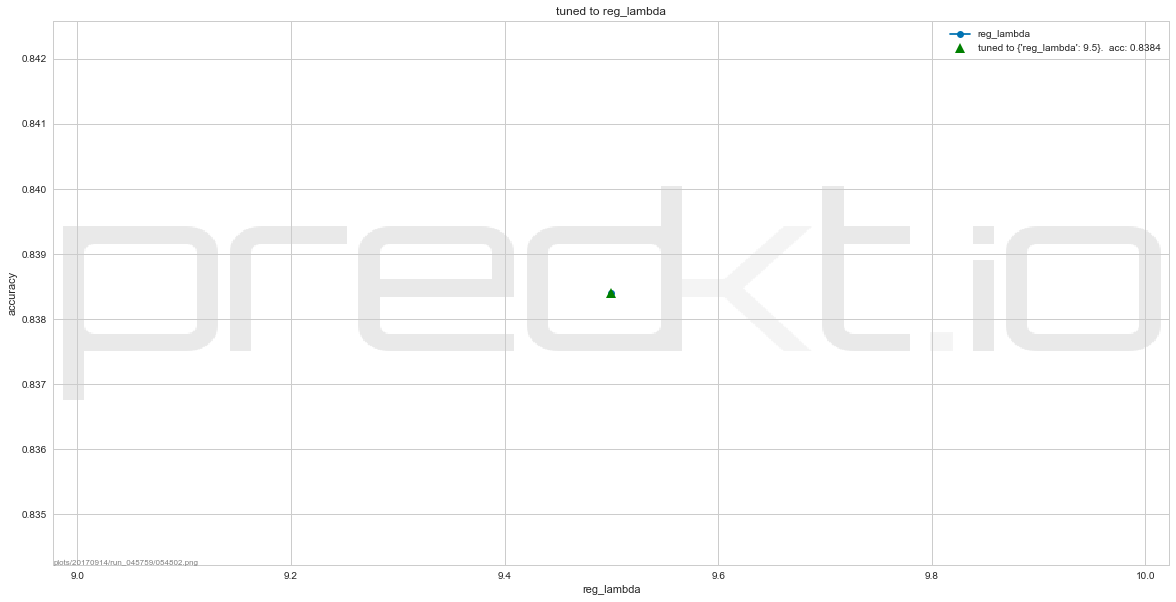 tuned to reg_lambda
reg_lambda
tuned to {'reg_lambda': 9.5}.  acc: 0.8384
0.842
0.841
0.840
0.839
0.838
0.837
0.836
0.835
accuracy
predkt.io
plots/20170914/run_045759/054802.png
9.0 9.2 9.4 9.6 9.8 10.0
reg_lambda